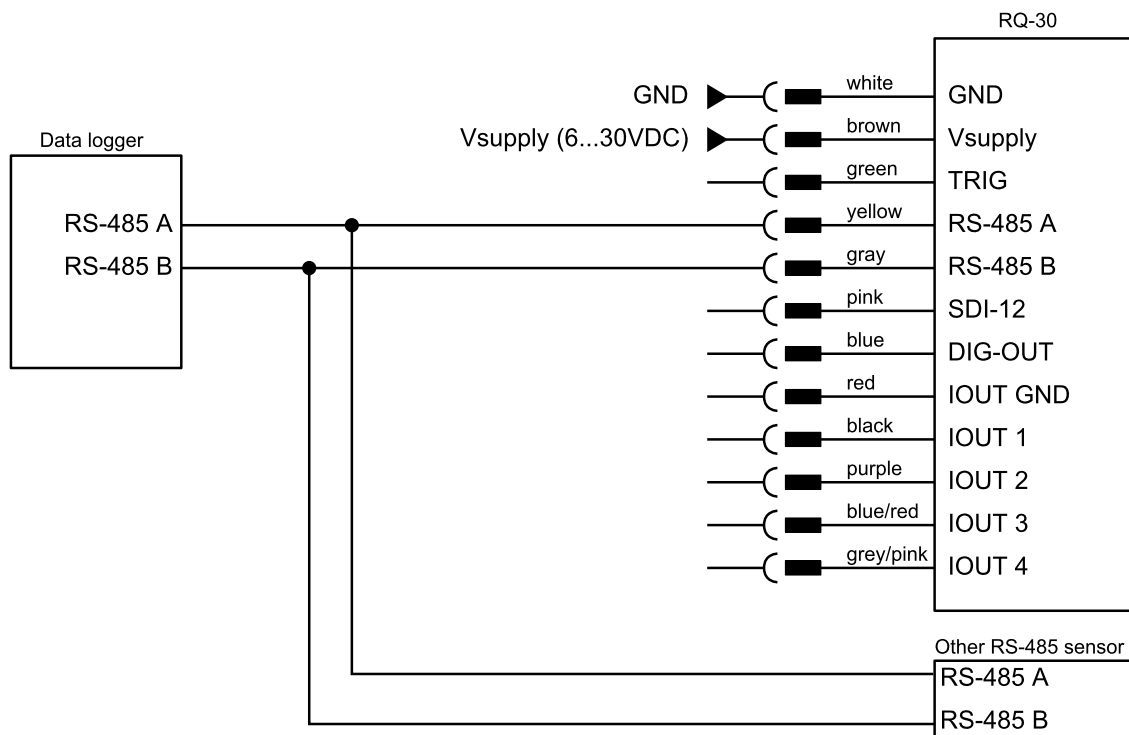 RQ-30
GND white GND
Data logger
Vsupply (6...30VDC) brown Vsupply
green TRIG
RS-485 A yellow RS-485 A
RS-485 B gray RS-485 B
pink SDI-12
blue DIG-OUT
red IOUT GND
black IOUT 1
purple IOUT 2
blue/red IOUT 3
grey/pink IOUT 4
Other RS-485 sensor
RS-485 A
RS-485 B